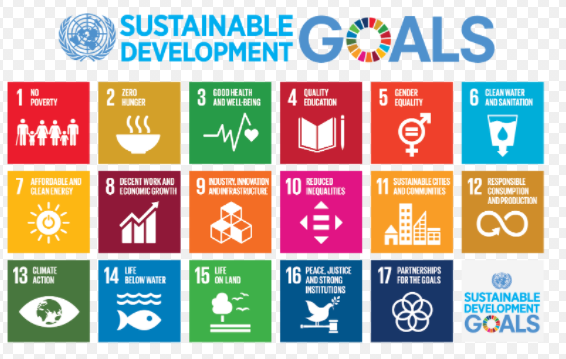 SUSTAINABLE
DEVELOPMENT
GOALS
1 NO
POVERTY
2 ZERO
HUNGER
3 GOOD HEALTH
AND WELL-BEING
4 QUALITY
EDUCATION
5 GENDER
EQUALITY
6 CLEAN WATER
AND SANITATION
7 AFFORDABLE AND
CLEAN ENERGY
8 DECENT WORK AND
ECONOMIC GROWTH
9 INDUSTRY, INNOVATION
AND INFRASTRUCTURE
10 REDUCED
INEQUALITIES
11 SUSTAINABLE CITIES
AND COMMUNITIES
12 RESPONSIBLE
CONSUMPTION
AND PRODUCTION
13 CLIMATE
ACTION
14 LIFE
BELOW WATER
15 LIFE
ON LAND
16 PEACE, JUSTICE
AND STRONG
INSTITUTIONS
17 PARTNERSHIPS
FOR THE GOALS
SUSTAINABLE
DEVELOPMENT
GOALS